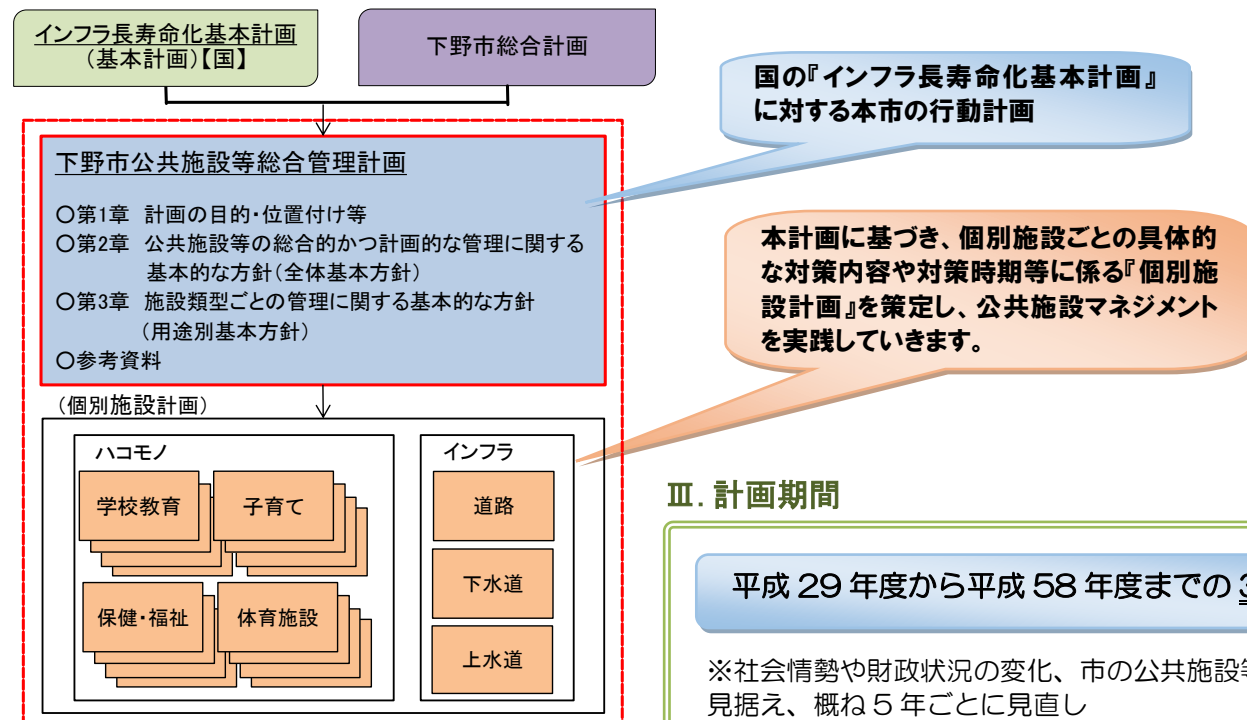 インフラ長寿命化基本計画
(基本計画)【国】
下野市総合計画
国の『インフラ長寿命化基本計画』
に対する本市の行動計画
下野市公共施設等総合管理計画
○第1章 計画の目的・位置付け等
○第2章 公共施設等の総合的かつ計画的な管理に関する
基本的な方針(全体基本方針)
○第3章 施設類型ごとの管理に関する基本的な方針
(用途別基本方針)
○参考資料
本計画に基づき、個別施設ごとの具体的
な対策内容や対策時期等に係る『個別施
設計画』を策定し、公共施設マネジメント
を実践していきます。
(個別施設計画)
ハコモノ
学校教育
子育て
保健・福祉
体育施設
インフラ
道路
下水道
上水道
Ⅲ.計画期間
平成 29 年度から平成 58 年度までの
※社会情勢や財政状況の変化、市の公共施設等
見据え、概ね 5 年ごとに見直し